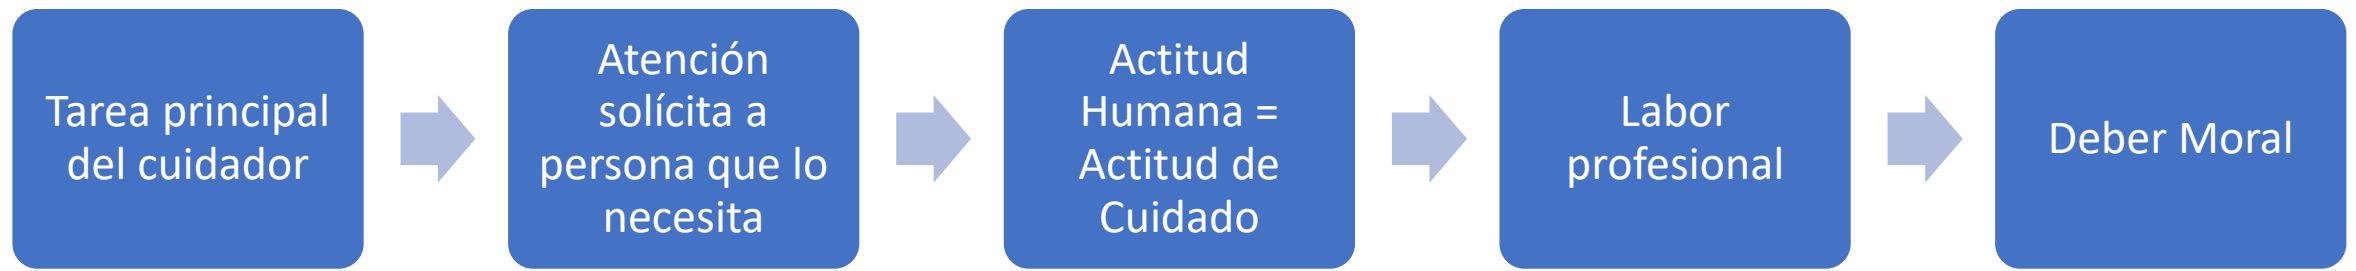 Tarea principal
del cuidador
Atención
solícita a
persona que lo
necesita
Actitud
Humana =
Actitud de
Cuidado
Labor
profesional
Deber Moral